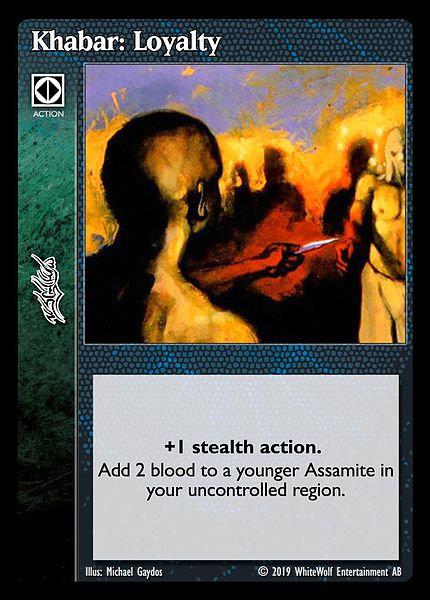 Khabar: Loyalty
ACTION
+1 stealth action.
Add 2 blood to a younger Assamite in
your uncontrolled region.
Illus: Michael Gaydos © 2019 WhiteWolf Entertainment AB